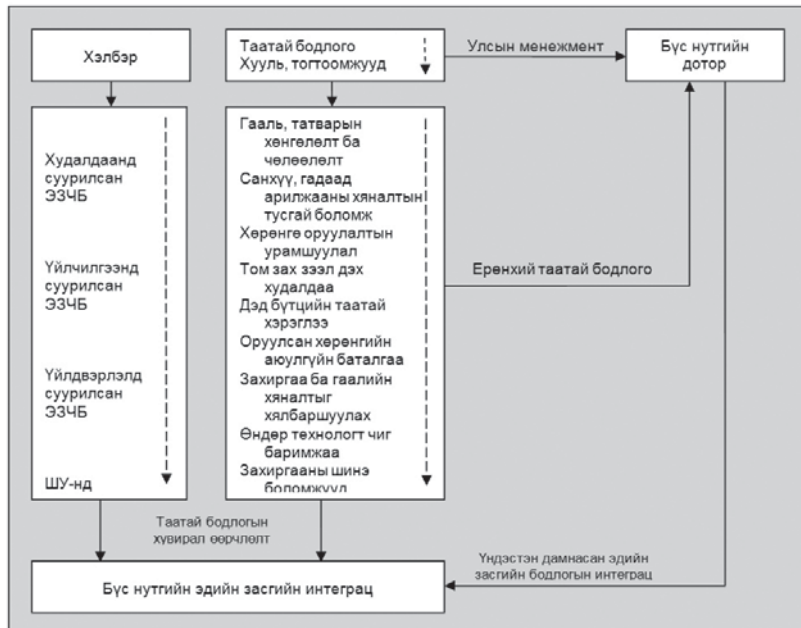 Хэлбэр
Таатай бодлого
Хууль, тогтоомжууд
Улсын менежмент
Бүс нутгийн
дотор
Худалдаанд
суурилсан
ЭЗЧБ
Үйлчилгээнд
суурилсан
ЭЗЧБ
Үйлдвэрлэлд
суурилсан
ЭЗЧБ
ШУ-нд
Гааль, татварын
хөнгөлөлт ба
чөлөөлөлт
Санхүү, гадаад
арилжааны хяналтын
тусгай боломж
Хөрөнгө оруулалтын
урамшуулал
Том зах зээл дэх
худалдаа
Дэд бүтцийн таатай
хэрэглээ
Оруулсан хөрөнгийн
аюулгүйн баталгаа
Захиргаа ба гаалийн
хяналтыг
хялбаршуулах
Өндөр технологт чиг
баримжаа
Захиргааны шинэ
боломжууд
Ерөнхий таатай бодлого
Таатай бодлогын
хувирал өөрчлөлт
Үндэстэн дамнасан эдийн
засгийн бодлогын интеграц
Бүс нутгийн эдийн засгийн интеграц